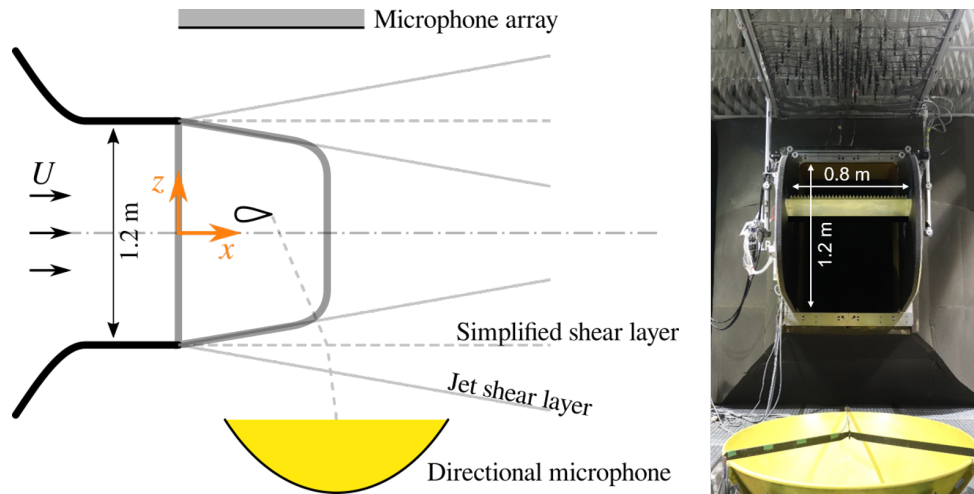 Microphone array
U
1.2 m
z
x
Simplified shear layer
Jet shear layer
Directional microphone
0.8 m
1.2 m